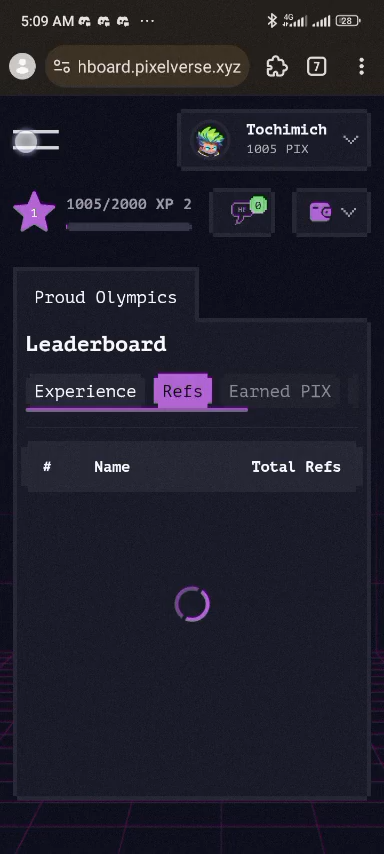 5:09 AM
4G
28
hboard.pixelverse.xyz
7
Tochimich
1005 PIX
1
1005/2000 XP 2
HI
0
Proud Olympics
Leaderboard
Experience Refs Earned PIX
# Name Total Refs